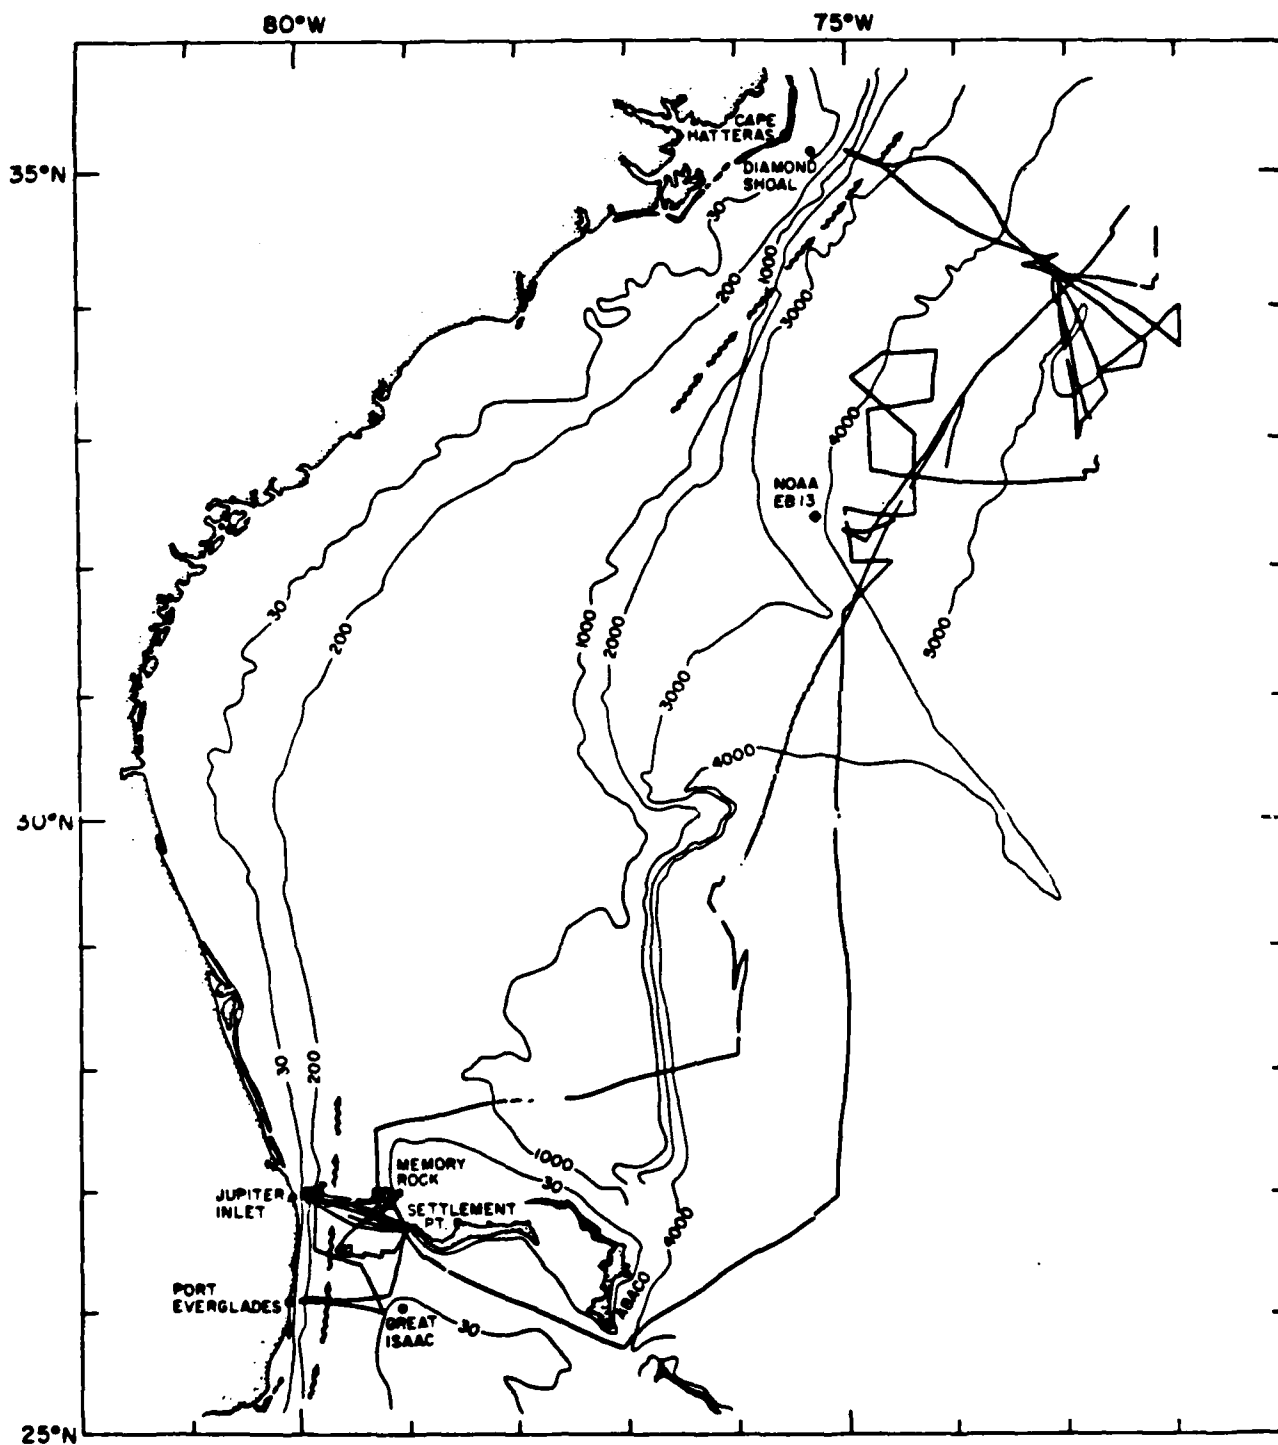 80°W
75°W
CAPE
HATTERAS
35°N
DIAMOND
SHOAL
30
200
1000
3000
4000
NOAA
EB 13
30
200
1000
2000
5000
3000
4000
30°N
30
200
MEMORY
ROCK
1000
30
JUPITER
INLET
SETTLEMENT
PT.
4000
PORT
EVERGLADES
ABACO
GREAT
ISAAC
30
25°N